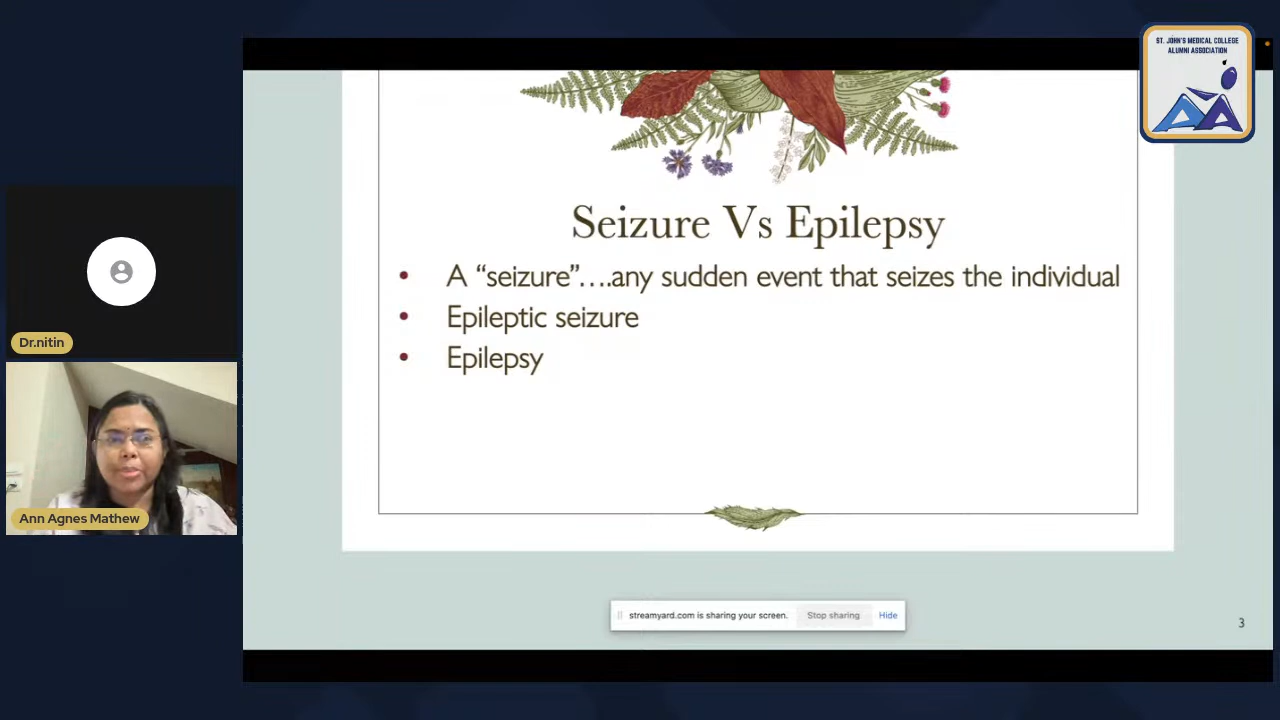 ST. JOHN'S MEDICAL COLLEGE
ALUMNI ASSOCIATION
Seizure Vs Epilepsy
• A “seizure”….any sudden event that seizes the individual
• Epileptic seizure
• Epilepsy
Dr.nitin
Ann Agnes Mathew
streamyard.com is sharing your screen. Stop sharing Hide
3